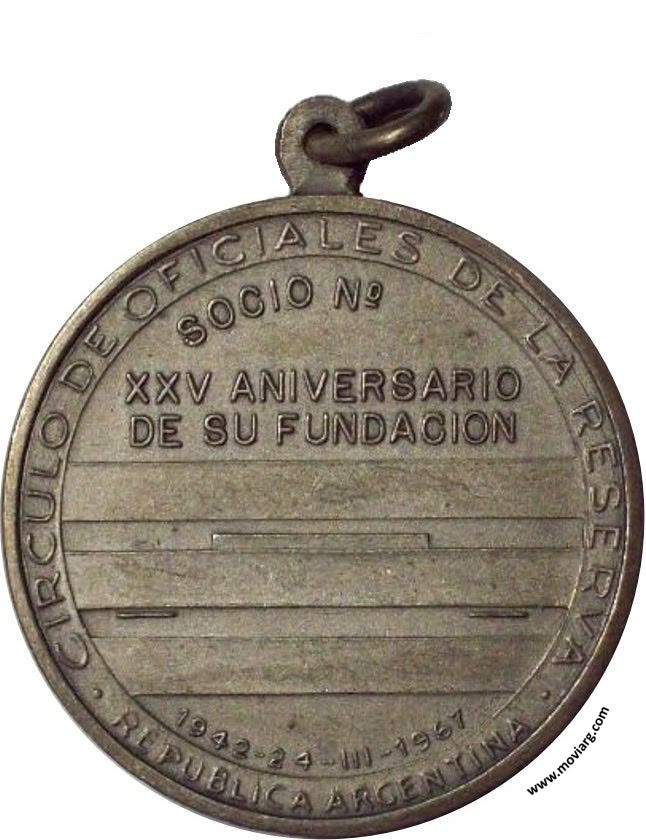 CIRCULO DE OFICIALES DE LA RESERVA
SOCIO Nº
XXV ANIVERSARIO
DE SU FUNDACION
1942-24-III-1967
· REPUBLICA ARGENTINA ·
www.moviarg.com